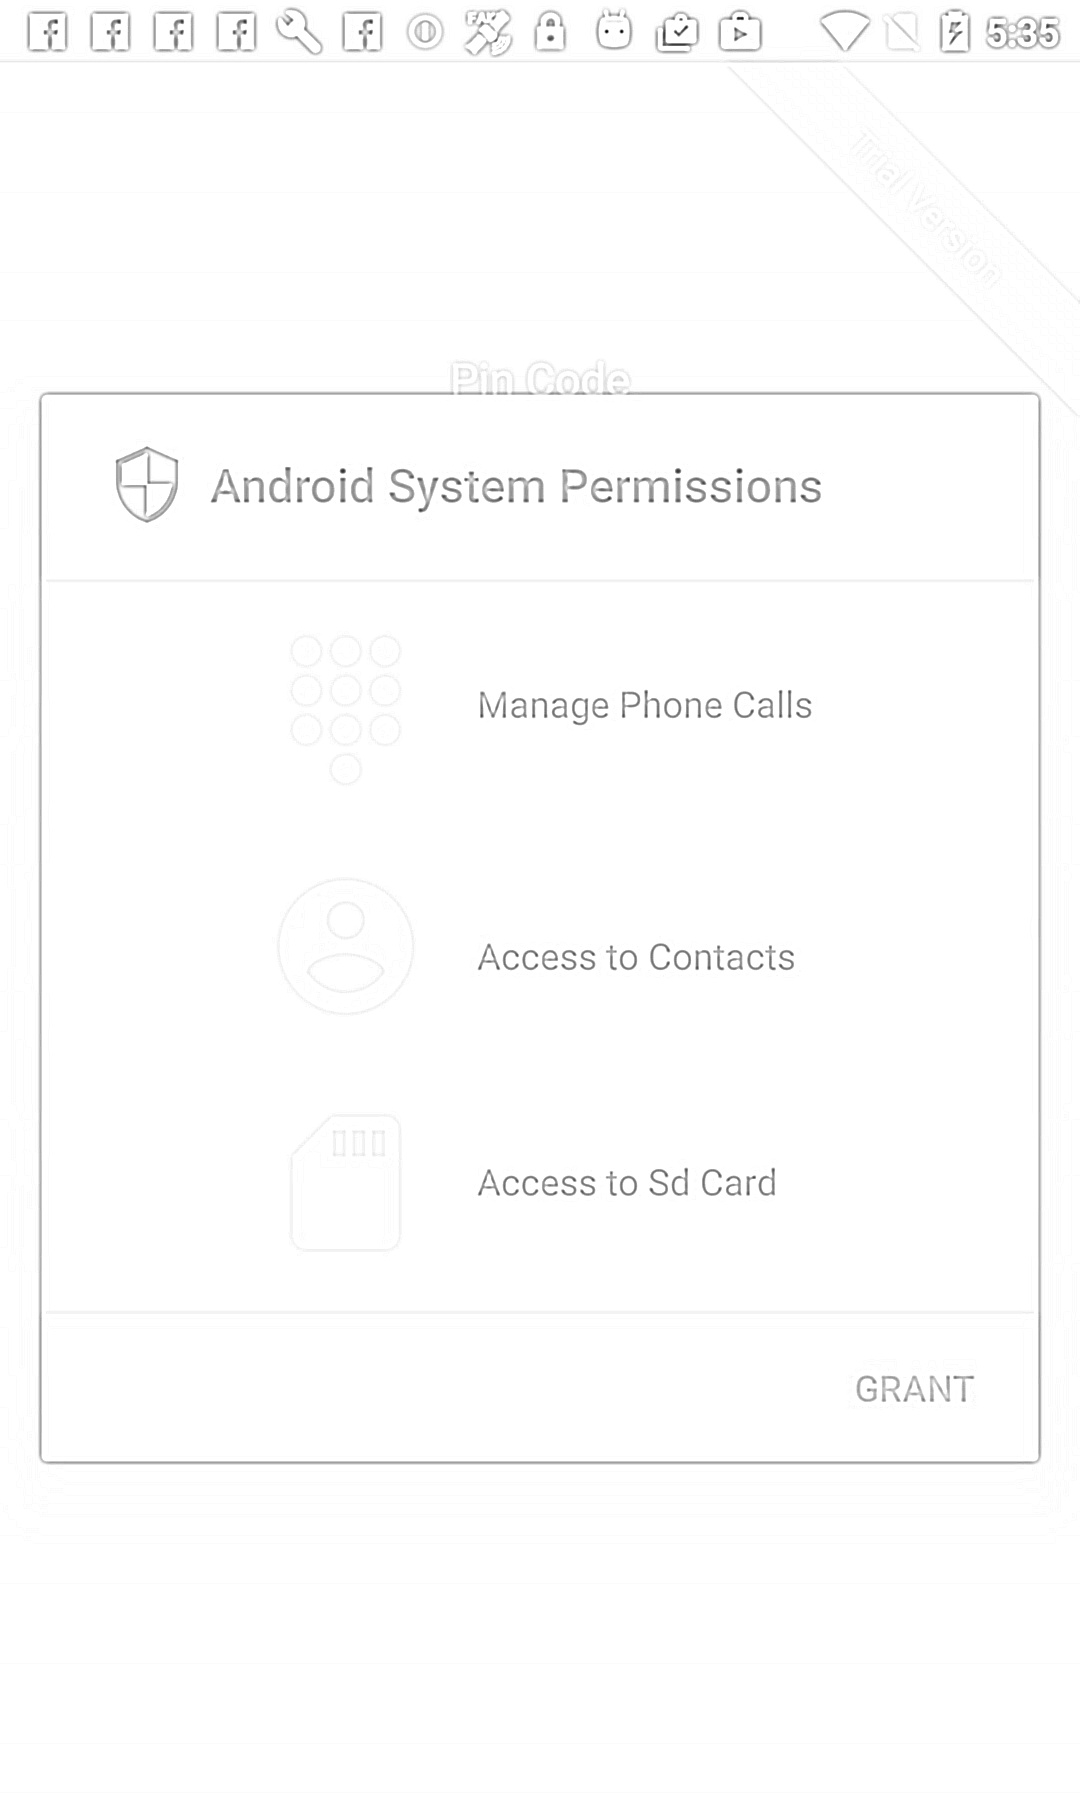 5:35
Trial Version
Pin Code
Android System Permissions
Manage Phone Calls
Access to Contacts
Access to Sd Card
GRANT